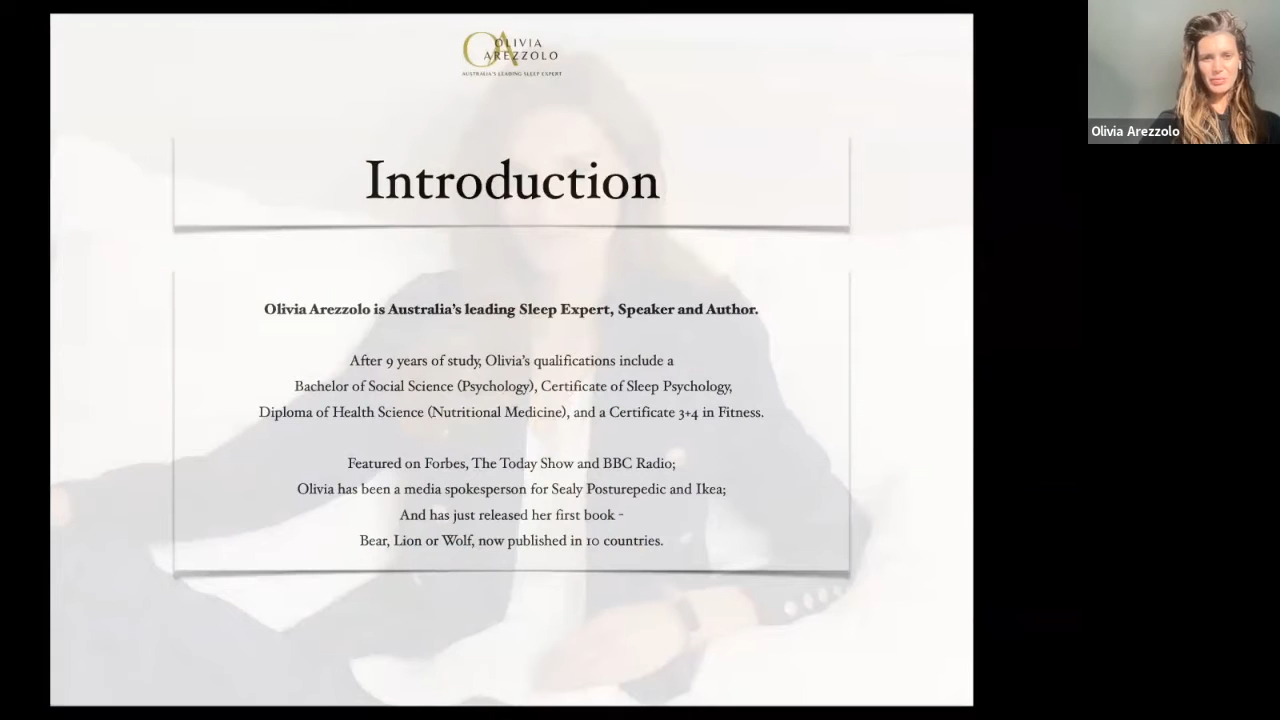 OLIVIA
AREZZOLO
AUSTRALIA'S LEADING SLEEP EXPERT
Introduction
Olivia Arezzolo is Australia's leading Sleep Expert, Speaker and Author.
After 9 years of study, Olivia's qualifications include a
Bachelor of Social Science (Psychology), Certificate of Sleep Psychology,
Diploma of Health Science (Nutritional Medicine), and a Certificate 3+4 in Fitness.
Featured on Forbes, The Today Show and BBC Radio;
Olivia has been a media spokesperson for Sealy Posturepedic and Ikea;
And has just released her first book -
Bear, Lion or Wolf, now published in 10 countries.
Olivia Arezzolo